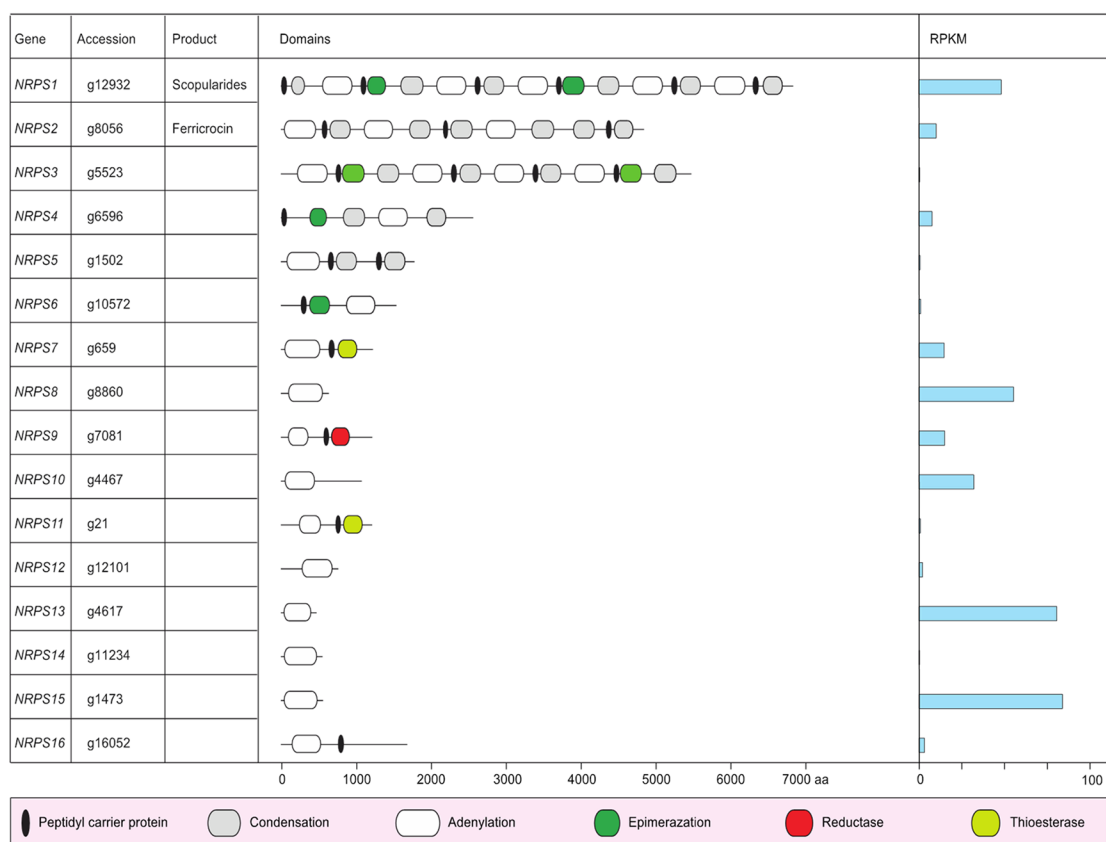 Gene Accession Product Domains RPKM
NRPS1 g12932 Scopularides
NRPS2 g8056 Ferricrocin
NRPS3 g5523
NRPS4 g6596
NRPS5 g1502
NRPS6 g10572
NRPS7 g659
NRPS8 g8860
NRPS9 g7081
NRPS10 g4467
NRPS11 g21
NRPS12 g12101
NRPS13 g4617
NRPS14 g11234
NRPS15 g1473
NRPS16 g16052
0 1000 2000 3000 4000 5000 6000 7000 aa 0 100
Peptidyl carrier protein Condensation Adenylation Epimerazation Reductase Thioesterase